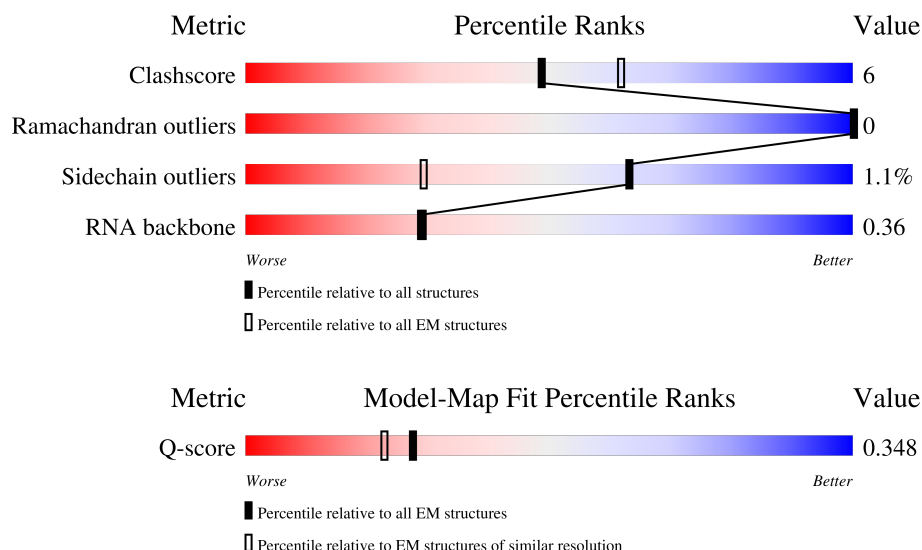 Metric Percentile Ranks Value
Clashscore 6
Ramachandran outliers 0
Sidechain outliers 1.1%
RNA backbone 0.36
Worse Better
Percentile relative to all structures
Percentile relative to all EM structures
Metric Model-Map Fit Percentile Ranks Value
Q-score 0.348
Worse Better
Percentile relative to all EM structures
Percentile relative to EM structures of similar resolution